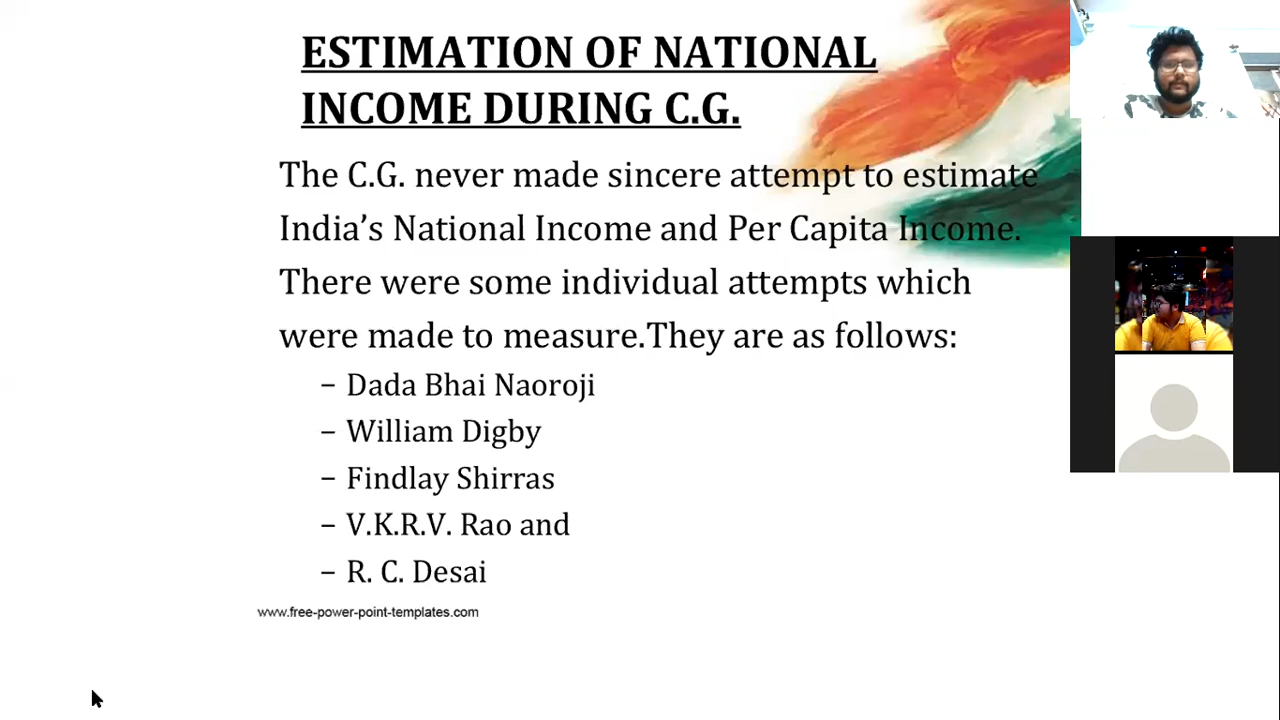 ESTIMATION OF NATIONAL
INCOME DURING C.G.
The C.G. never made sincere attempt to estimate
India’s National Income and Per Capita Income.
There were some individual attempts which
were made to measure.They are as follows:
– Dada Bhai Naoroji
– William Digby
– Findlay Shirras
– V.K.R.V. Rao and
– R. C. Desai
www.free-power-point-templates.com